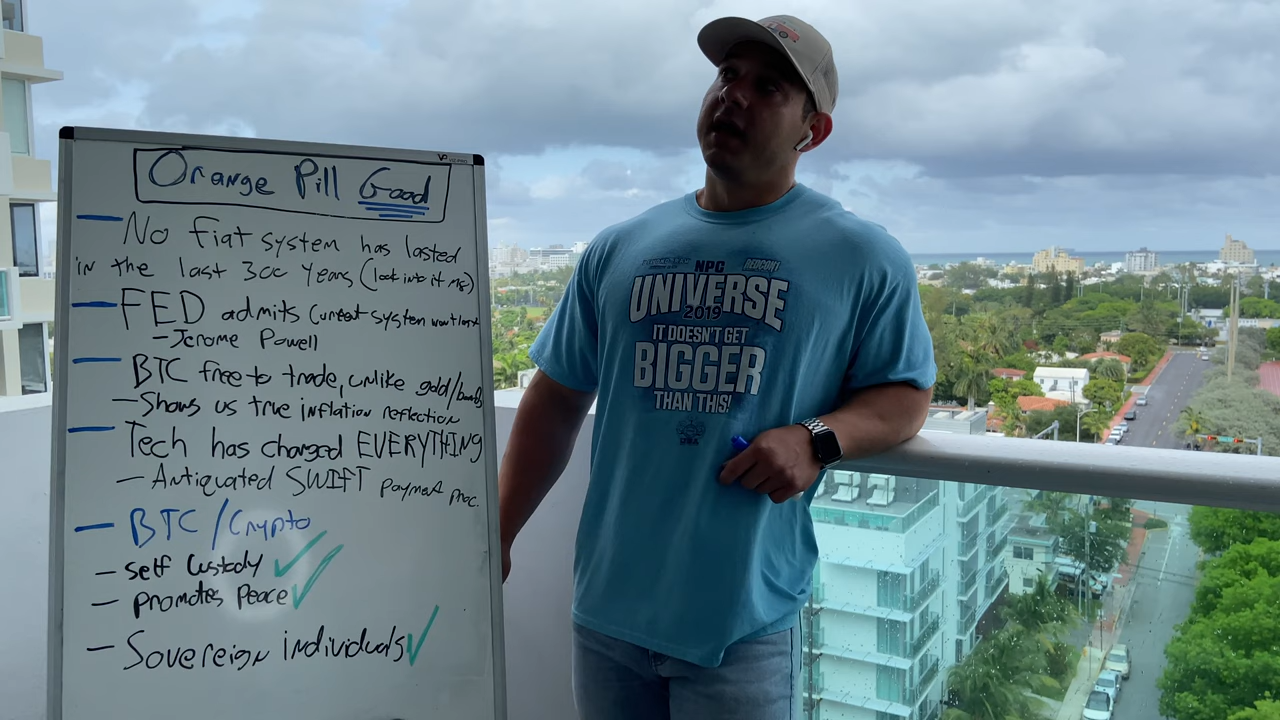 Orange Pill Good
No fiat system has lasted
in the last 300 years (look into it
FED admits current system won't last
- Jerome Powell
BTC free to trade, unlike gold/bonds
- Shows us true inflation reflection
Tech has changed EVERYTHING
- Antiquated SWIFT payment proc.
BTC/Crypto
- self custody
- promotes peace
- Sovereign individuals
NPC
REDCON1
UNIVERSE
2019
IT DOESN'T GET
BIGGER
THAN THIS!